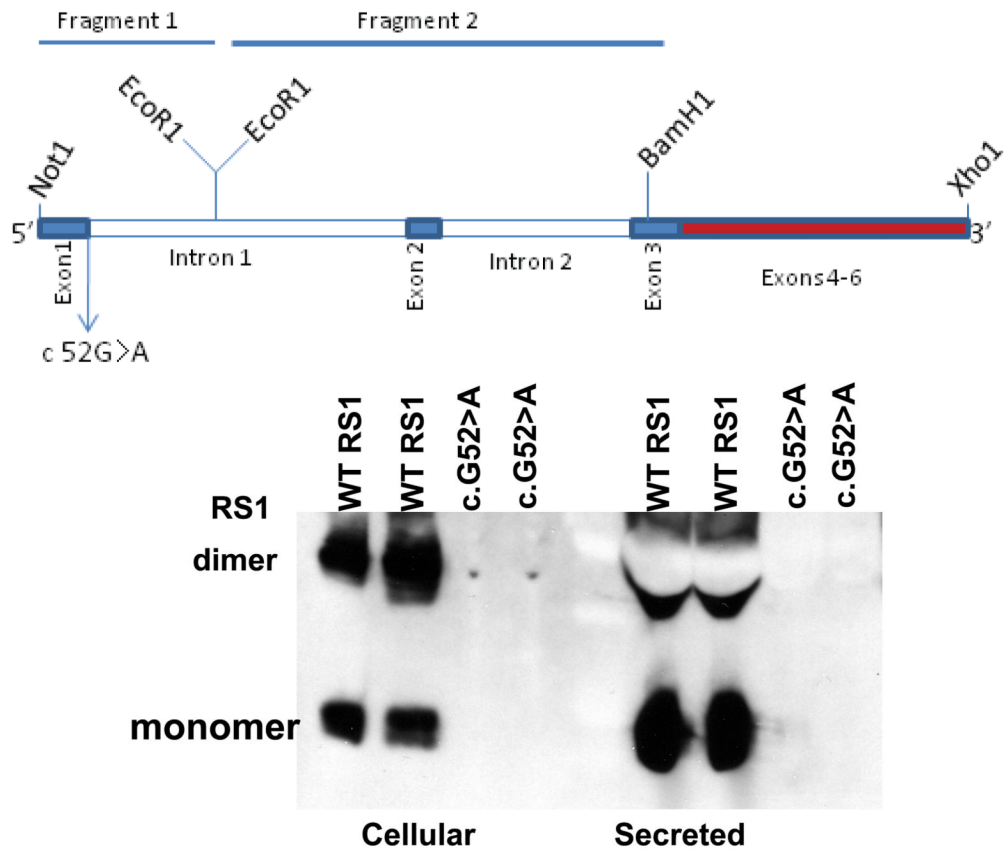 Fragment 1
Fragment 2
EcoR1
EcoR1
Not1
BamH1
Xho1
5′
3′
Exon1
Intron 1
Exon 2
Intron 2
Exon 3
Exons4-6
c 52G>A
WT RS1
WT RS1
c.G52>A
c.G52>A
WT RS1
WT RS1
c.G52>A
c.G52>A
RS1
dimer
monomer
Cellular
Secreted